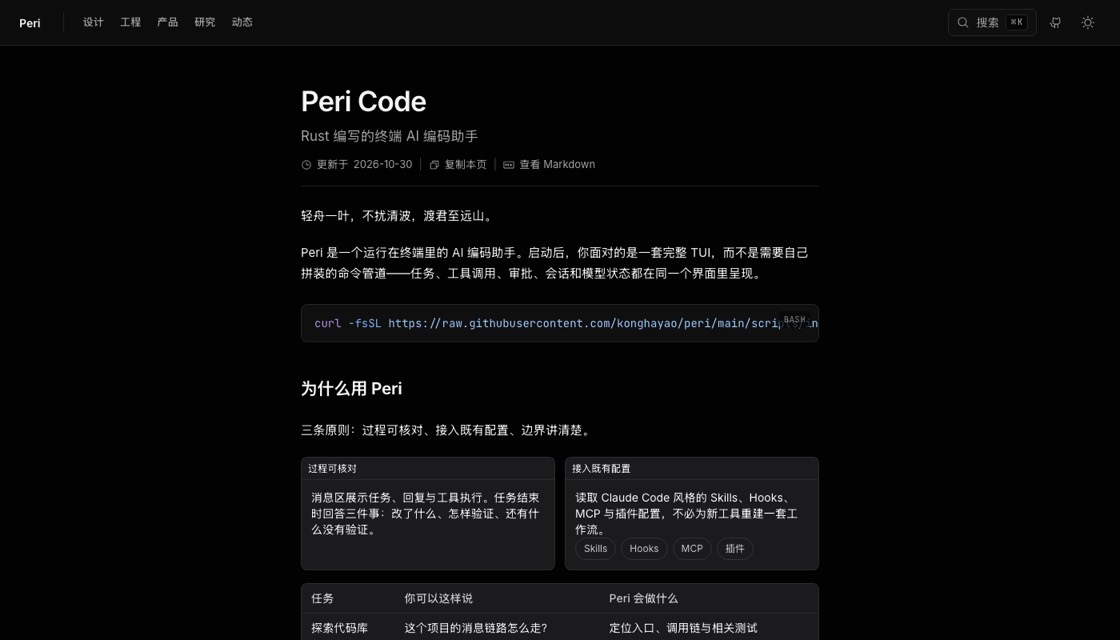 Peri 设计 工程 产品 研究 动态 搜索 ⌘K
Peri Code
Rust 编写的终端 AI 编码助手
更新于 2026-10-30 复制本页 查看 Markdown
轻舟一叶，不扰清波，渡君至远山。
Peri 是一个运行在终端里的 AI 编码助手。启动后，你面对的是一套完整 TUI，而不是需要自己
拼装的命令管道——任务、工具调用、审批、会话和模型状态都在同一个界面里呈现。
BASH
curl -fsSL https://raw.githubusercontent.com/konghayao/peri/main/scripts/in
为什么用 Peri
三条原则：过程可核对、接入既有配置、边界讲清楚。
过程可核对
消息区展示任务、回复与工具执行。任务结束
时回答三件事：改了什么、怎样验证、还有什
么没有验证。
接入既有配置
读取 Claude Code 风格的 Skills、Hooks、
MCP 与插件配置，不必为新工具重建一套工
作流。
Skills Hooks MCP 插件
任务 你可以这样说 Peri 会做什么
探索代码库 这个项目的消息链路怎么走？ 定位入口、调用链与相关测试